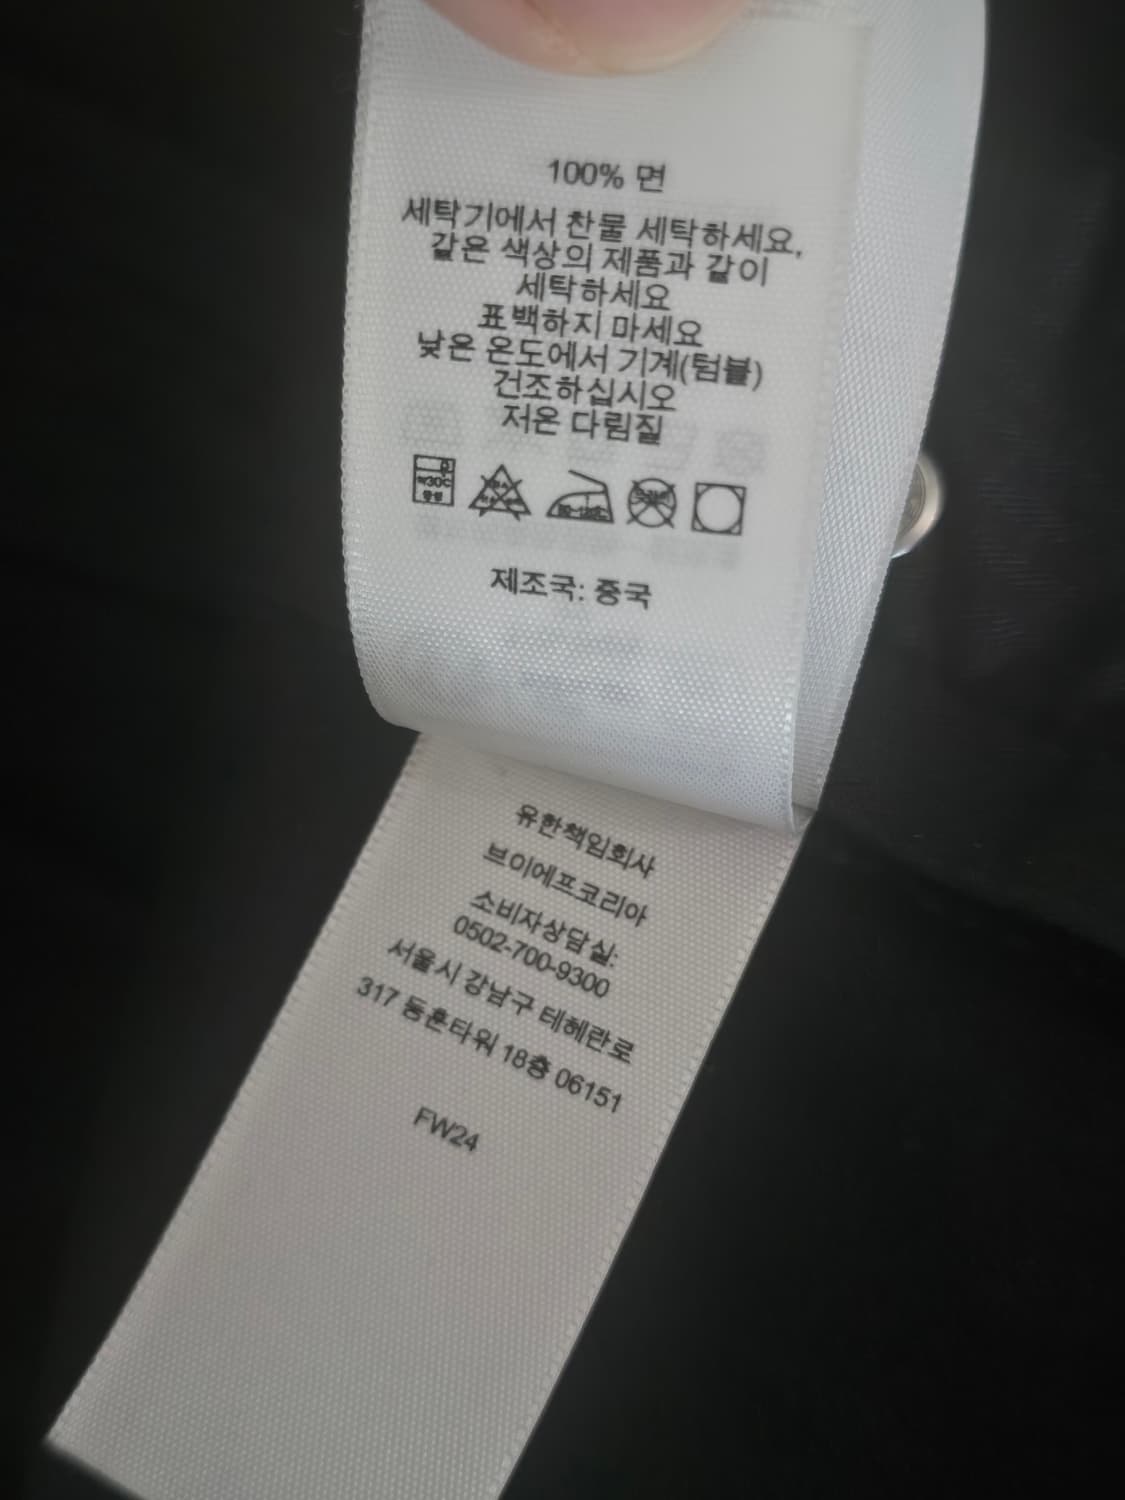 100% 면
세탁기에서 찬물 세탁하세요,
같은 색상의 제품과 같이
세탁하세요
표백하지 마세요
낮은 온도에서 기계(텀블)
건조하십시오
저온 다림질
약30℃
중성
제조국: 중국
유한책임회사
브이에프코리아
소비자상담실:
0502-700-9300
서울시 강남구 테헤란로
317 동훈타워 18층 06151
FW24